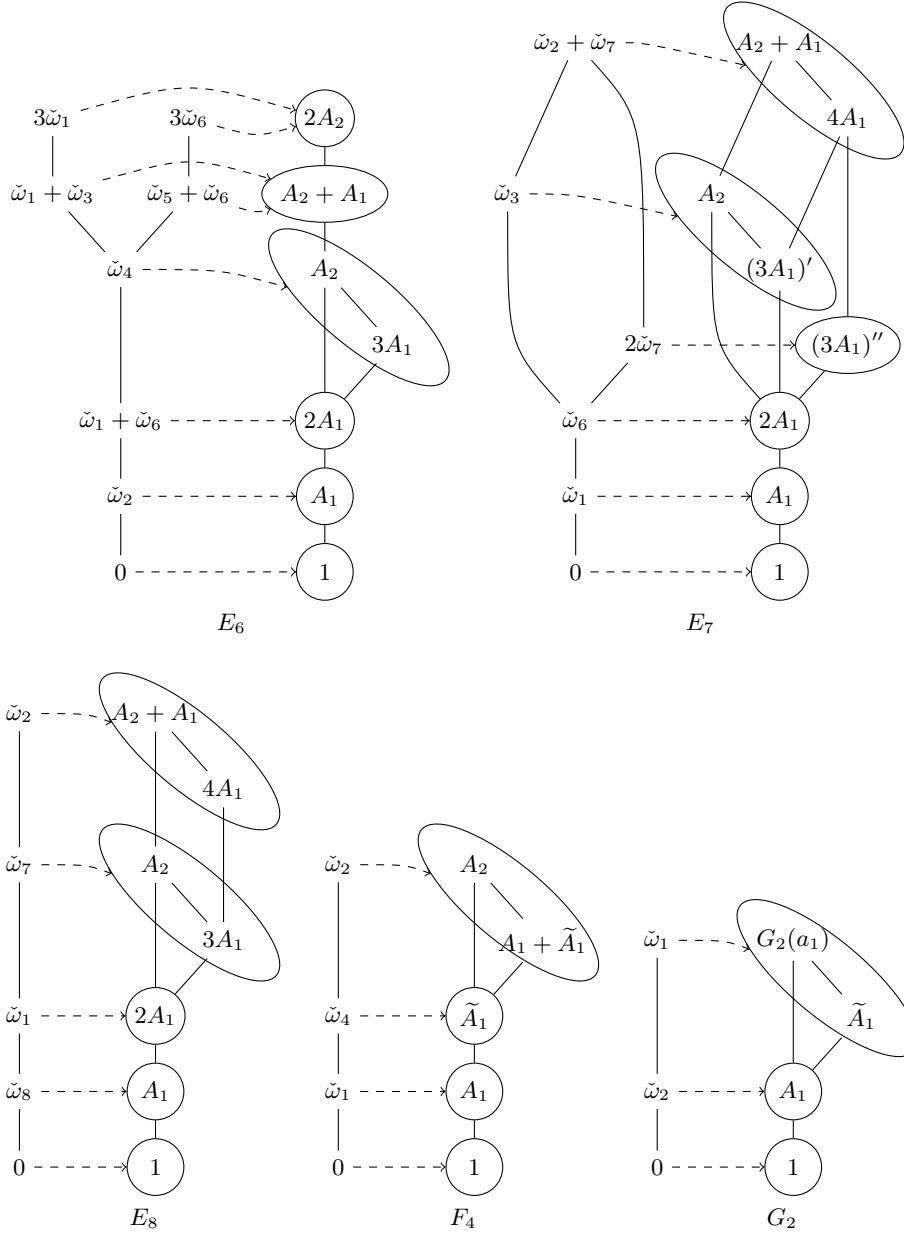 ω̌₂ + ω̌₇ A₂ + A₁
3ω̌₁ 3ω̌₆ 2A₂ 4A₁
ω̌₁ + ω̌₃ ω̌₅ + ω̌₆ A₂ + A₁ ω̌₃ A₂
ω̌₄ A₂ (3A₁)′
3A₁ 2ω̌₇ (3A₁)″
ω̌₁ + ω̌₆ 2A₁ ω̌₆ 2A₁
ω̌₂ A₁ ω̌₁ A₁
0 1 0 1
E₆ E₇
ω̌₂ A₂ + A₁
4A₁
ω̌₇ A₂ ω̌₂ A₂
3A₁ A₁ + Ã₁ ω̌₁ G₂(a₁)
ω̌₁ 2A₁ ω̌₄ Ã₁ Ã₁
ω̌₈ A₁ ω̌₁ A₁ ω̌₂ A₁
0 1 0 1 0 1
E₈ F₄ G₂